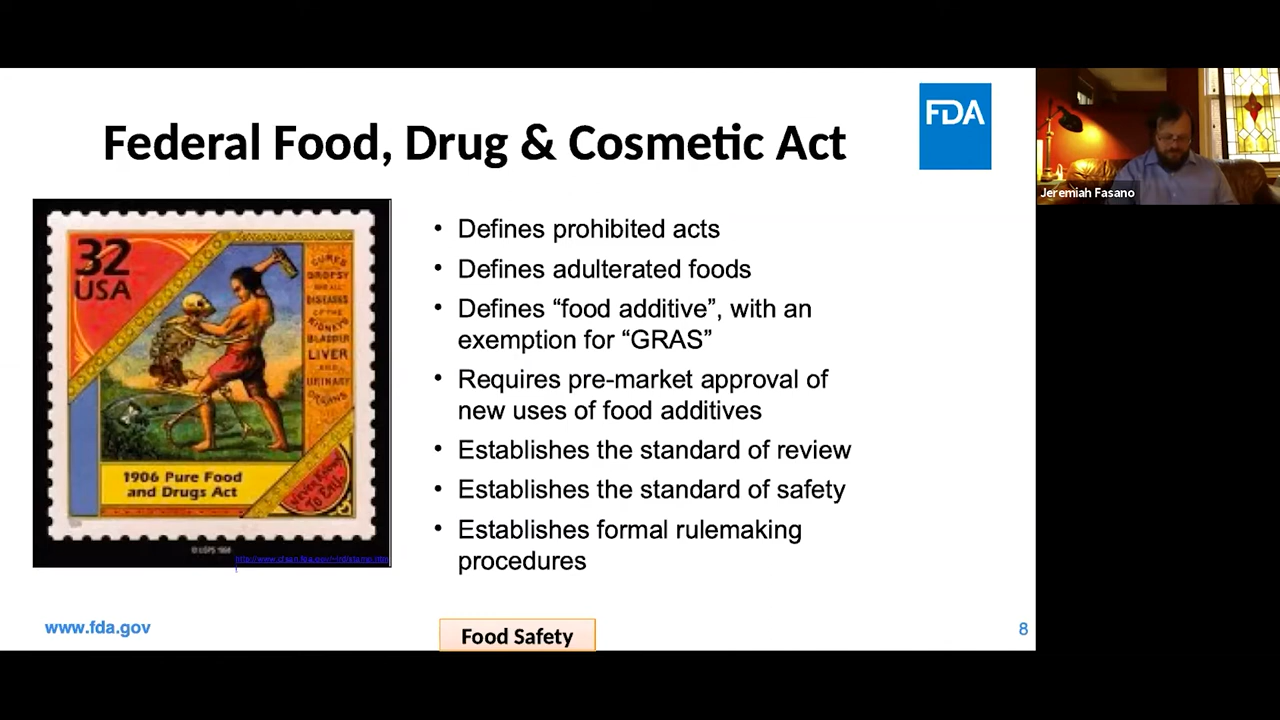 Federal Food, Drug & Cosmetic Act
FDA
Jeremiah Fasano
32
USA
CURES
DROPSY
AND ALL
DISEASES
OF THE
KIDNEYS
BLADDER
LIVER
AND
URINARY
ORGANS
1906 Pure Food
and Drugs Act
NEVER KNOWN
TO FAIL
• Defines prohibited acts
• Defines adulterated foods
• Defines “food additive”, with an
exemption for “GRAS”
• Requires pre-market approval of
new uses of food additives
• Establishes the standard of review
• Establishes the standard of safety
• Establishes formal rulemaking
procedures
www.fda.gov
Food Safety
8